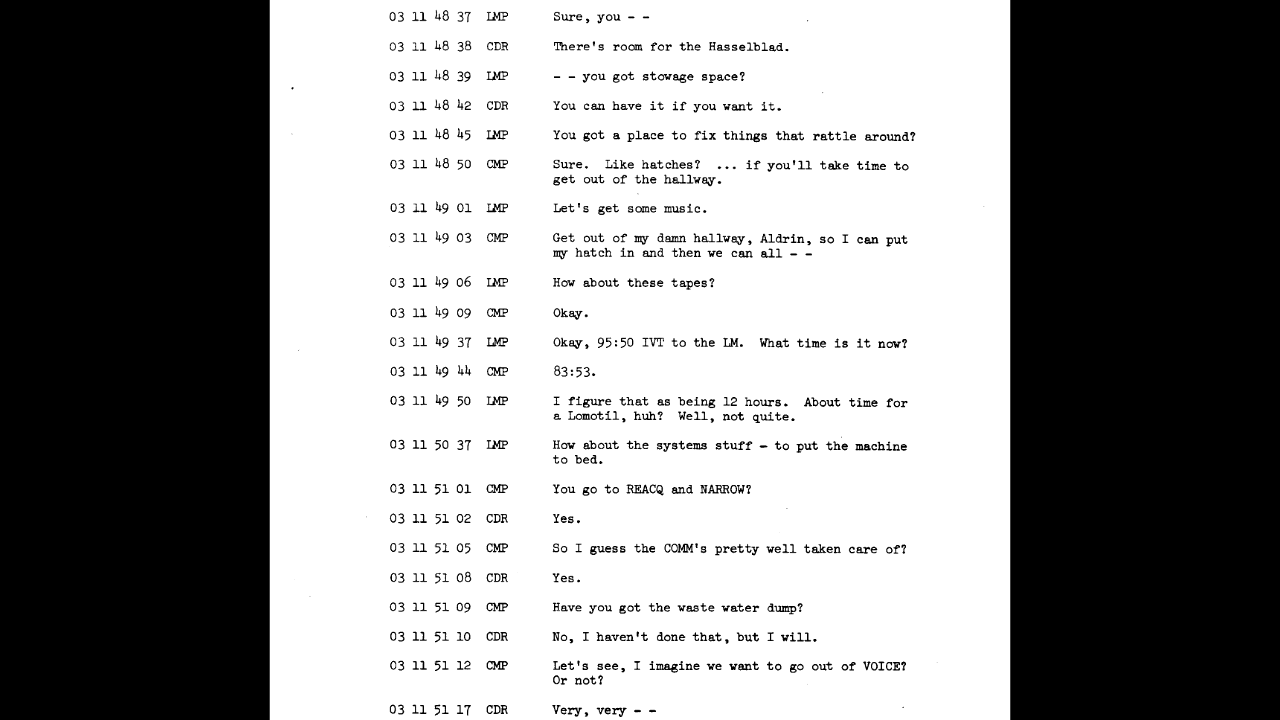 03 11 48 37 LMP Sure, you - -
03 11 48 38 CDR There's room for the Hasselblad.
03 11 48 39 LMP - - you got stowage space?
03 11 48 42 CDR You can have it if you want it.
03 11 48 45 LMP You got a place to fix things that rattle around?
03 11 48 50 CMP Sure. Like hatches? ... if you'll take time to
get out of the hallway.
03 11 49 01 LMP Let's get some music.
03 11 49 03 CMP Get out of my damn hallway, Aldrin, so I can put
my hatch in and then we can all - -
03 11 49 06 LMP How about these tapes?
03 11 49 09 CMP Okay.
03 11 49 37 LMP Okay, 95:50 IVT to the LM. What time is it now?
03 11 49 44 CMP 83:53.
03 11 49 50 LMP I figure that as being 12 hours. About time for
a Lomotil, huh? Well, not quite.
03 11 50 37 LMP How about the systems stuff - to put the machine
to bed.
03 11 51 01 CMP You go to REACQ and NARROW?
03 11 51 02 CDR Yes.
03 11 51 05 CMP So I guess the COMM's pretty well taken care of?
03 11 51 08 CDR Yes.
03 11 51 09 CMP Have you got the waste water dump?
03 11 51 10 CDR No, I haven't done that, but I will.
03 11 51 12 CMP Let's see, I imagine we want to go out of VOICE?
Or not?
03 11 51 17 CDR Very, very - -